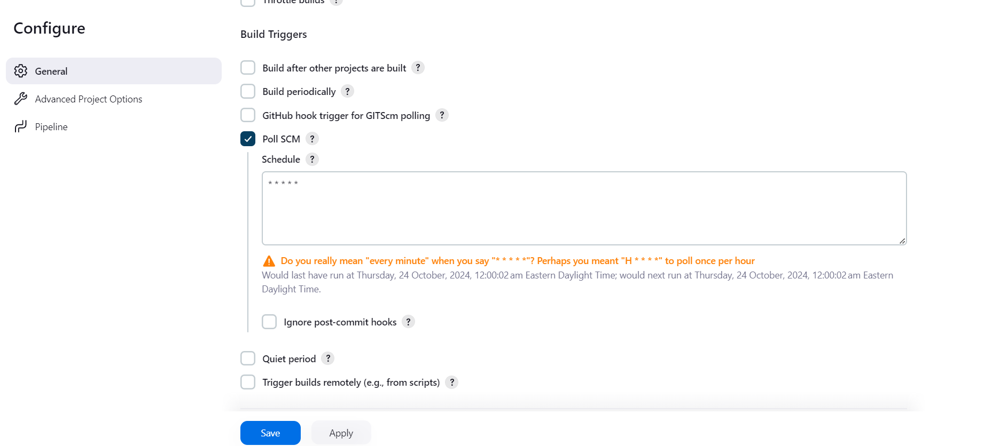 Throttle builds ?
Configure
General
Advanced Project Options
Pipeline
Build Triggers
Build after other projects are built ?
Build periodically ?
GitHub hook trigger for GITScm polling ?
Poll SCM ?
Schedule ?
* * * * *
Do you really mean "every minute" when you say "* * * * *"? Perhaps you meant "H * * * *" to poll once per hour
Would last have run at Thursday, 24 October, 2024, 12:00:02 am Eastern Daylight Time; would next run at Thursday, 24 October, 2024, 12:00:02 am Eastern
Daylight Time.
Ignore post-commit hooks ?
Quiet period ?
Trigger builds remotely (e.g., from scripts) ?
Save
Apply